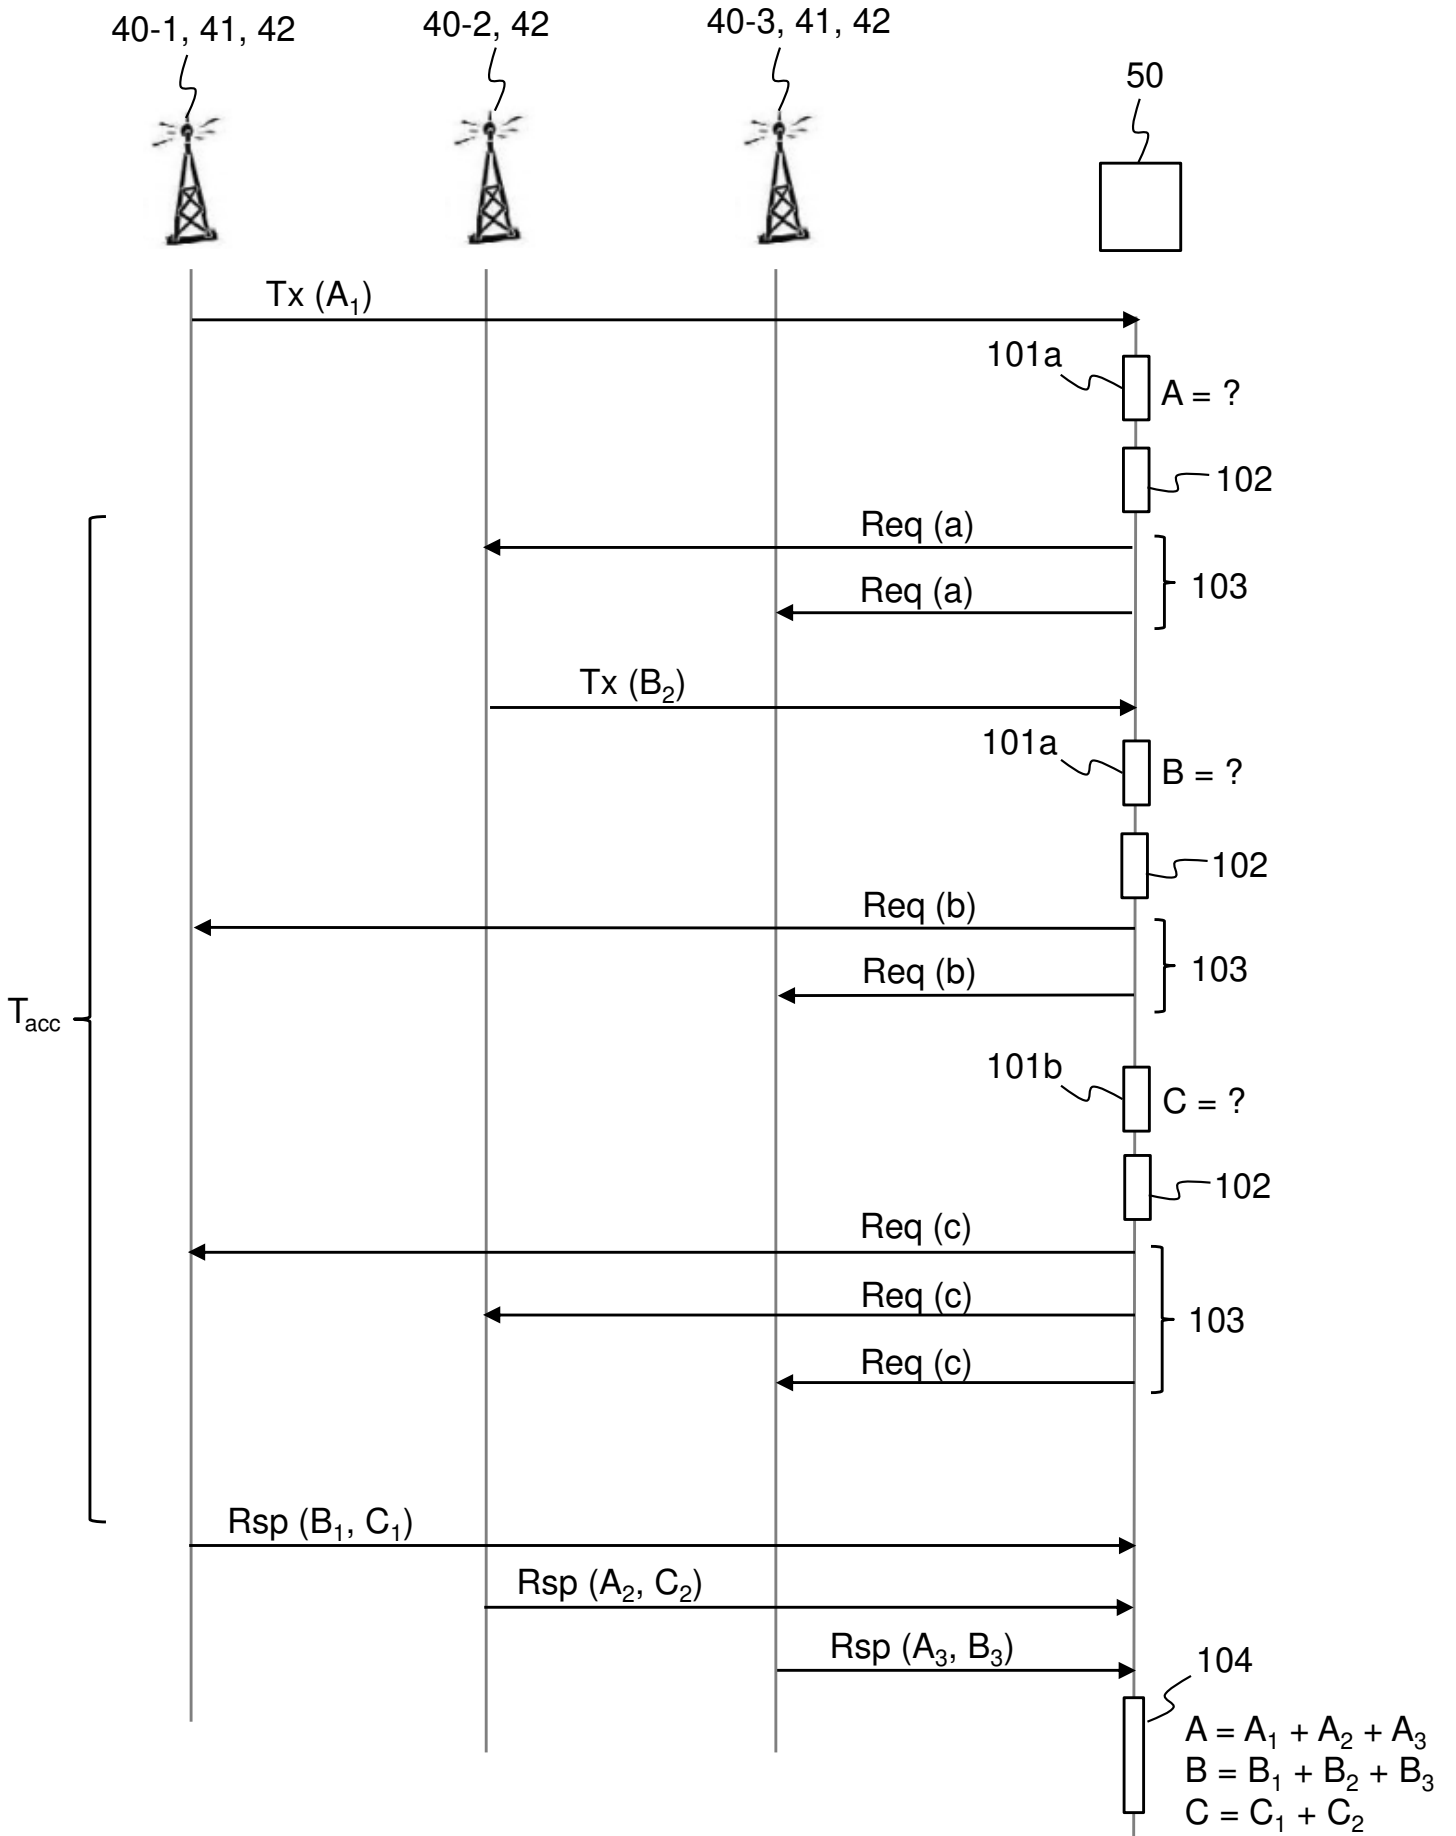 40-1, 41, 42
40-2, 42
40-3, 41, 42
50
Tx (A₁)
101a
A = ?
102
Req (a)
Req (a)
103
Tx (B₂)
101a
B = ?
102
Req (b)
Req (b)
103
Tacc
101b
C = ?
102
Req (c)
Req (c)
Req (c)
103
Rsp (B₁, C₁)
Rsp (A₂, C₂)
Rsp (A₃, B₃)
104
A = A₁ + A₂ + A₃
B = B₁ + B₂ + B₃
C = C₁ + C₂